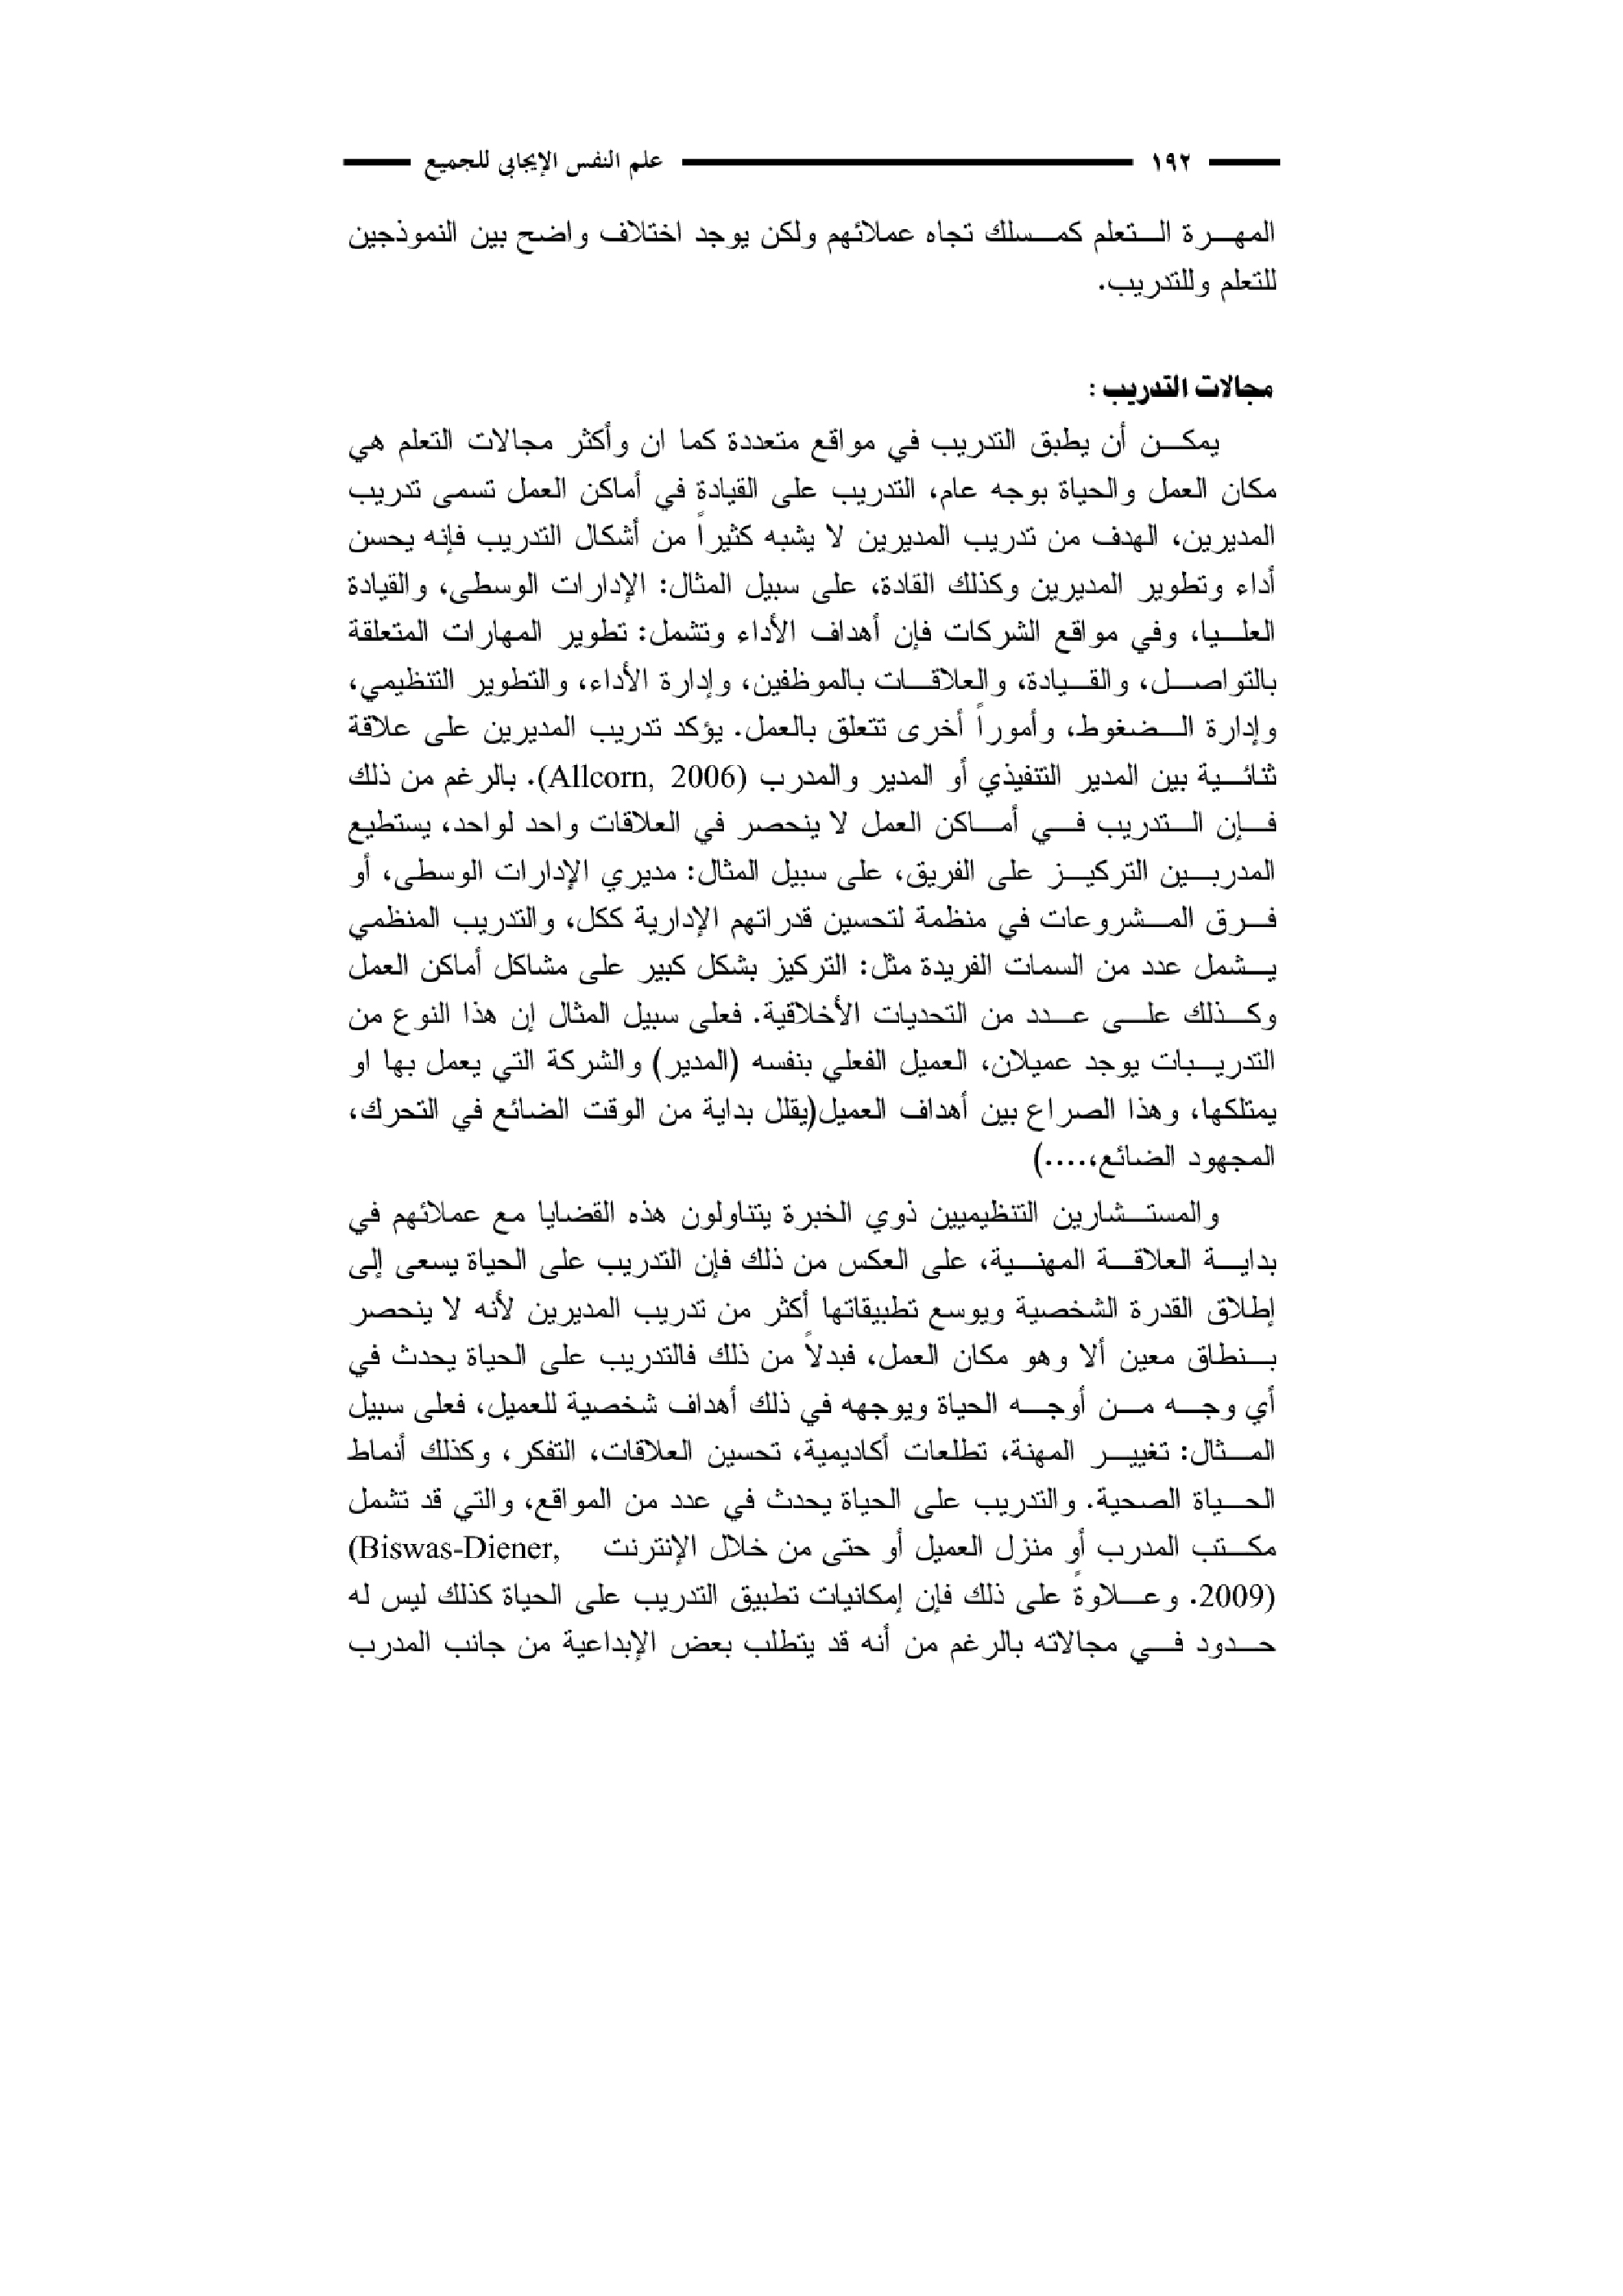 ١٩٢ علم النفس الإيجابي للجميع
المهرة التعلم كمسلك تجاه عملائهم ولكن يوجد اختلاف واضح بين النموذجين
للتعلم وللتدريب.
مجالات التدريب :
يمكن أن يطبق التدريب في مواقع متعددة كما ان وأكثر مجالات التعلم هي
مكان العمل والحياة بوجه عام، التدريب على القيادة في أماكن العمل تسمى تدريب
المديرين، الهدف من تدريب المديرين لا يشبه كثيراً من أشكال التدريب فإنه يحسن
أداء وتطوير المديرين وكذلك القادة، على سبيل المثال: الإدارات الوسطى، والقيادة
العليا، وفي مواقع الشركات فإن أهداف الأداء وتشمل: تطوير المهارات المتعلقة
بالتواصل، والقيادة، والعلاقات بالموظفين، وإدارة الأداء، والتطوير التنظيمي،
وإدارة الضغوط، وأموراً أخرى تتعلق بالعمل. يؤكد تدريب المديرين على علاقة
ثنائية بين المدير التنفيذي أو المدير والمدرب (Allcorn, 2006). بالرغم من ذلك
فإن التدريب في أماكن العمل لا ينحصر في العلاقات واحد لواحد، يستطيع
المدربين التركيز على الفريق، على سبيل المثال: مديري الإدارات الوسطى، أو
فرق المشروعات في منظمة لتحسين قدراتهم الإدارية ككل، والتدريب المنظمي
يشمل عدد من السمات الفريدة مثل: التركيز بشكل كبير على مشاكل أماكن العمل
وكذلك على عدد من التحديات الأخلاقية. فعلى سبيل المثال إن هذا النوع من
التدريبات يوجد عميلان، العميل الفعلي بنفسه (المدير) والشركة التي يعمل بها او
يمتلكها، وهذا الصراع بين أهداف العميل(يقلل بداية من الوقت الضائع في التحرك،
المجهود الضائع،....)
والمستشارين التنظيميين ذوي الخبرة يتناولون هذه القضايا مع عملائهم في
بداية العلاقة المهنية، على العكس من ذلك فإن التدريب على الحياة يسعى إلى
إطلاق القدرة الشخصية ويوسع تطبيقاتها أكثر من تدريب المديرين لأنه لا ينحصر
بنطاق معين ألا وهو مكان العمل، فبدلاً من ذلك فالتدريب على الحياة يحدث في
أي وجه من أوجه الحياة ويوجهه في ذلك أهداف شخصية للعميل، فعلى سبيل
المثال: تغيير المهنة، تطلعات أكاديمية، تحسين العلاقات، التفكر، وكذلك أنماط
الحياة الصحية. والتدريب على الحياة يحدث في عدد من المواقع، والتي قد تشمل
مكتب المدرب أو منزل العميل أو حتى من خلال الإنترنت (Biswas-Diener,
2009). وعلاوةً على ذلك فإن إمكانيات تطبيق التدريب على الحياة كذلك ليس له
حدود في مجالاته بالرغم من أنه قد يتطلب بعض الإبداعية من جانب المدرب